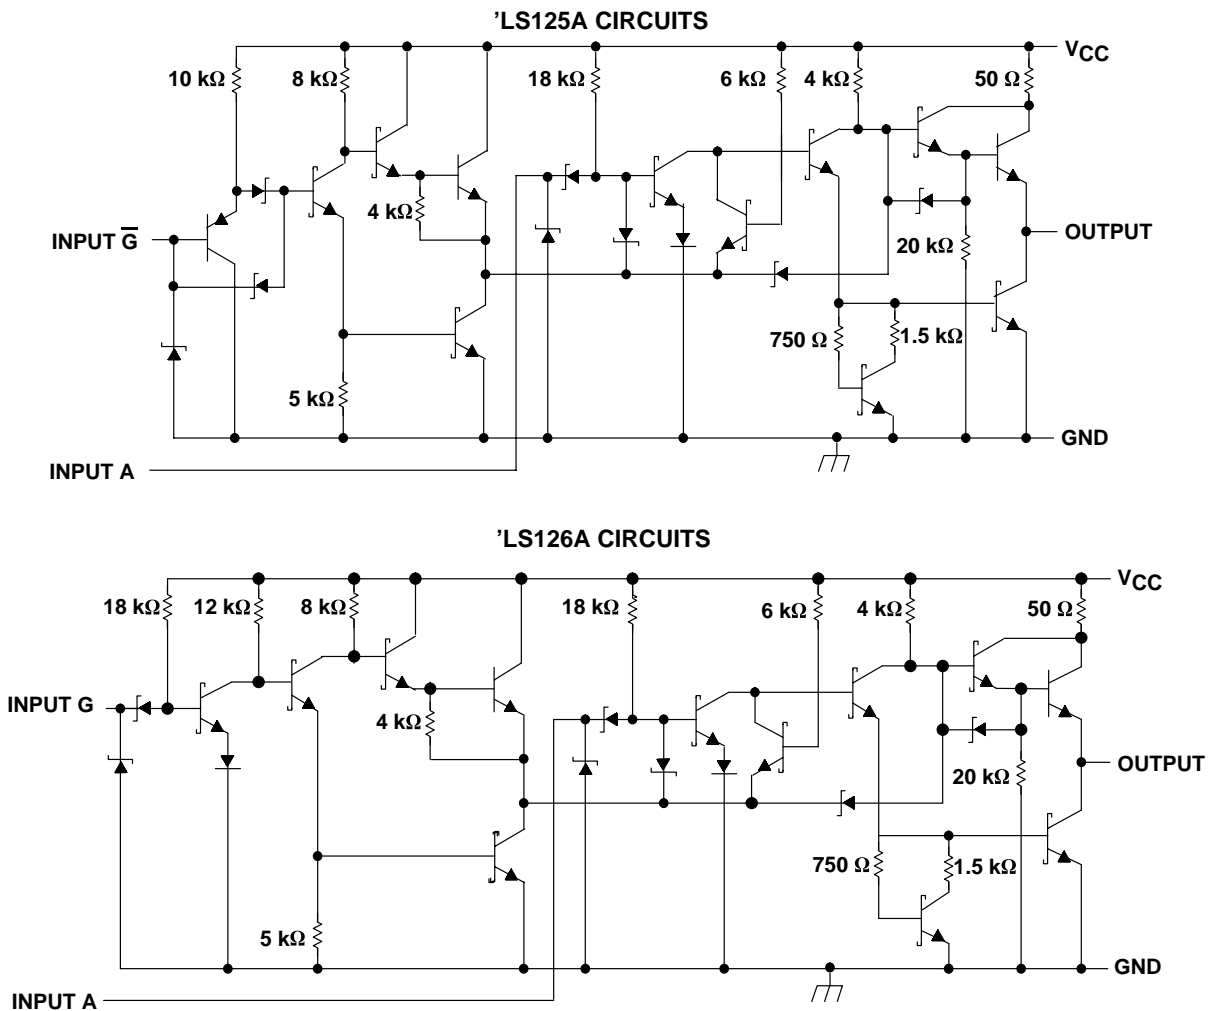 ’LS125A CIRCUITS
VCC
10 kΩ
8 kΩ
18 kΩ
6 kΩ
4 kΩ
50 Ω
4 kΩ
INPUT G̅
20 kΩ
OUTPUT
750 Ω
1.5 kΩ
5 kΩ
GND
INPUT A
’LS126A CIRCUITS
VCC
18 kΩ
12 kΩ
8 kΩ
18 kΩ
6 kΩ
4 kΩ
50 Ω
INPUT G
4 kΩ
20 kΩ
OUTPUT
750 Ω
1.5 kΩ
5 kΩ
GND
INPUT A